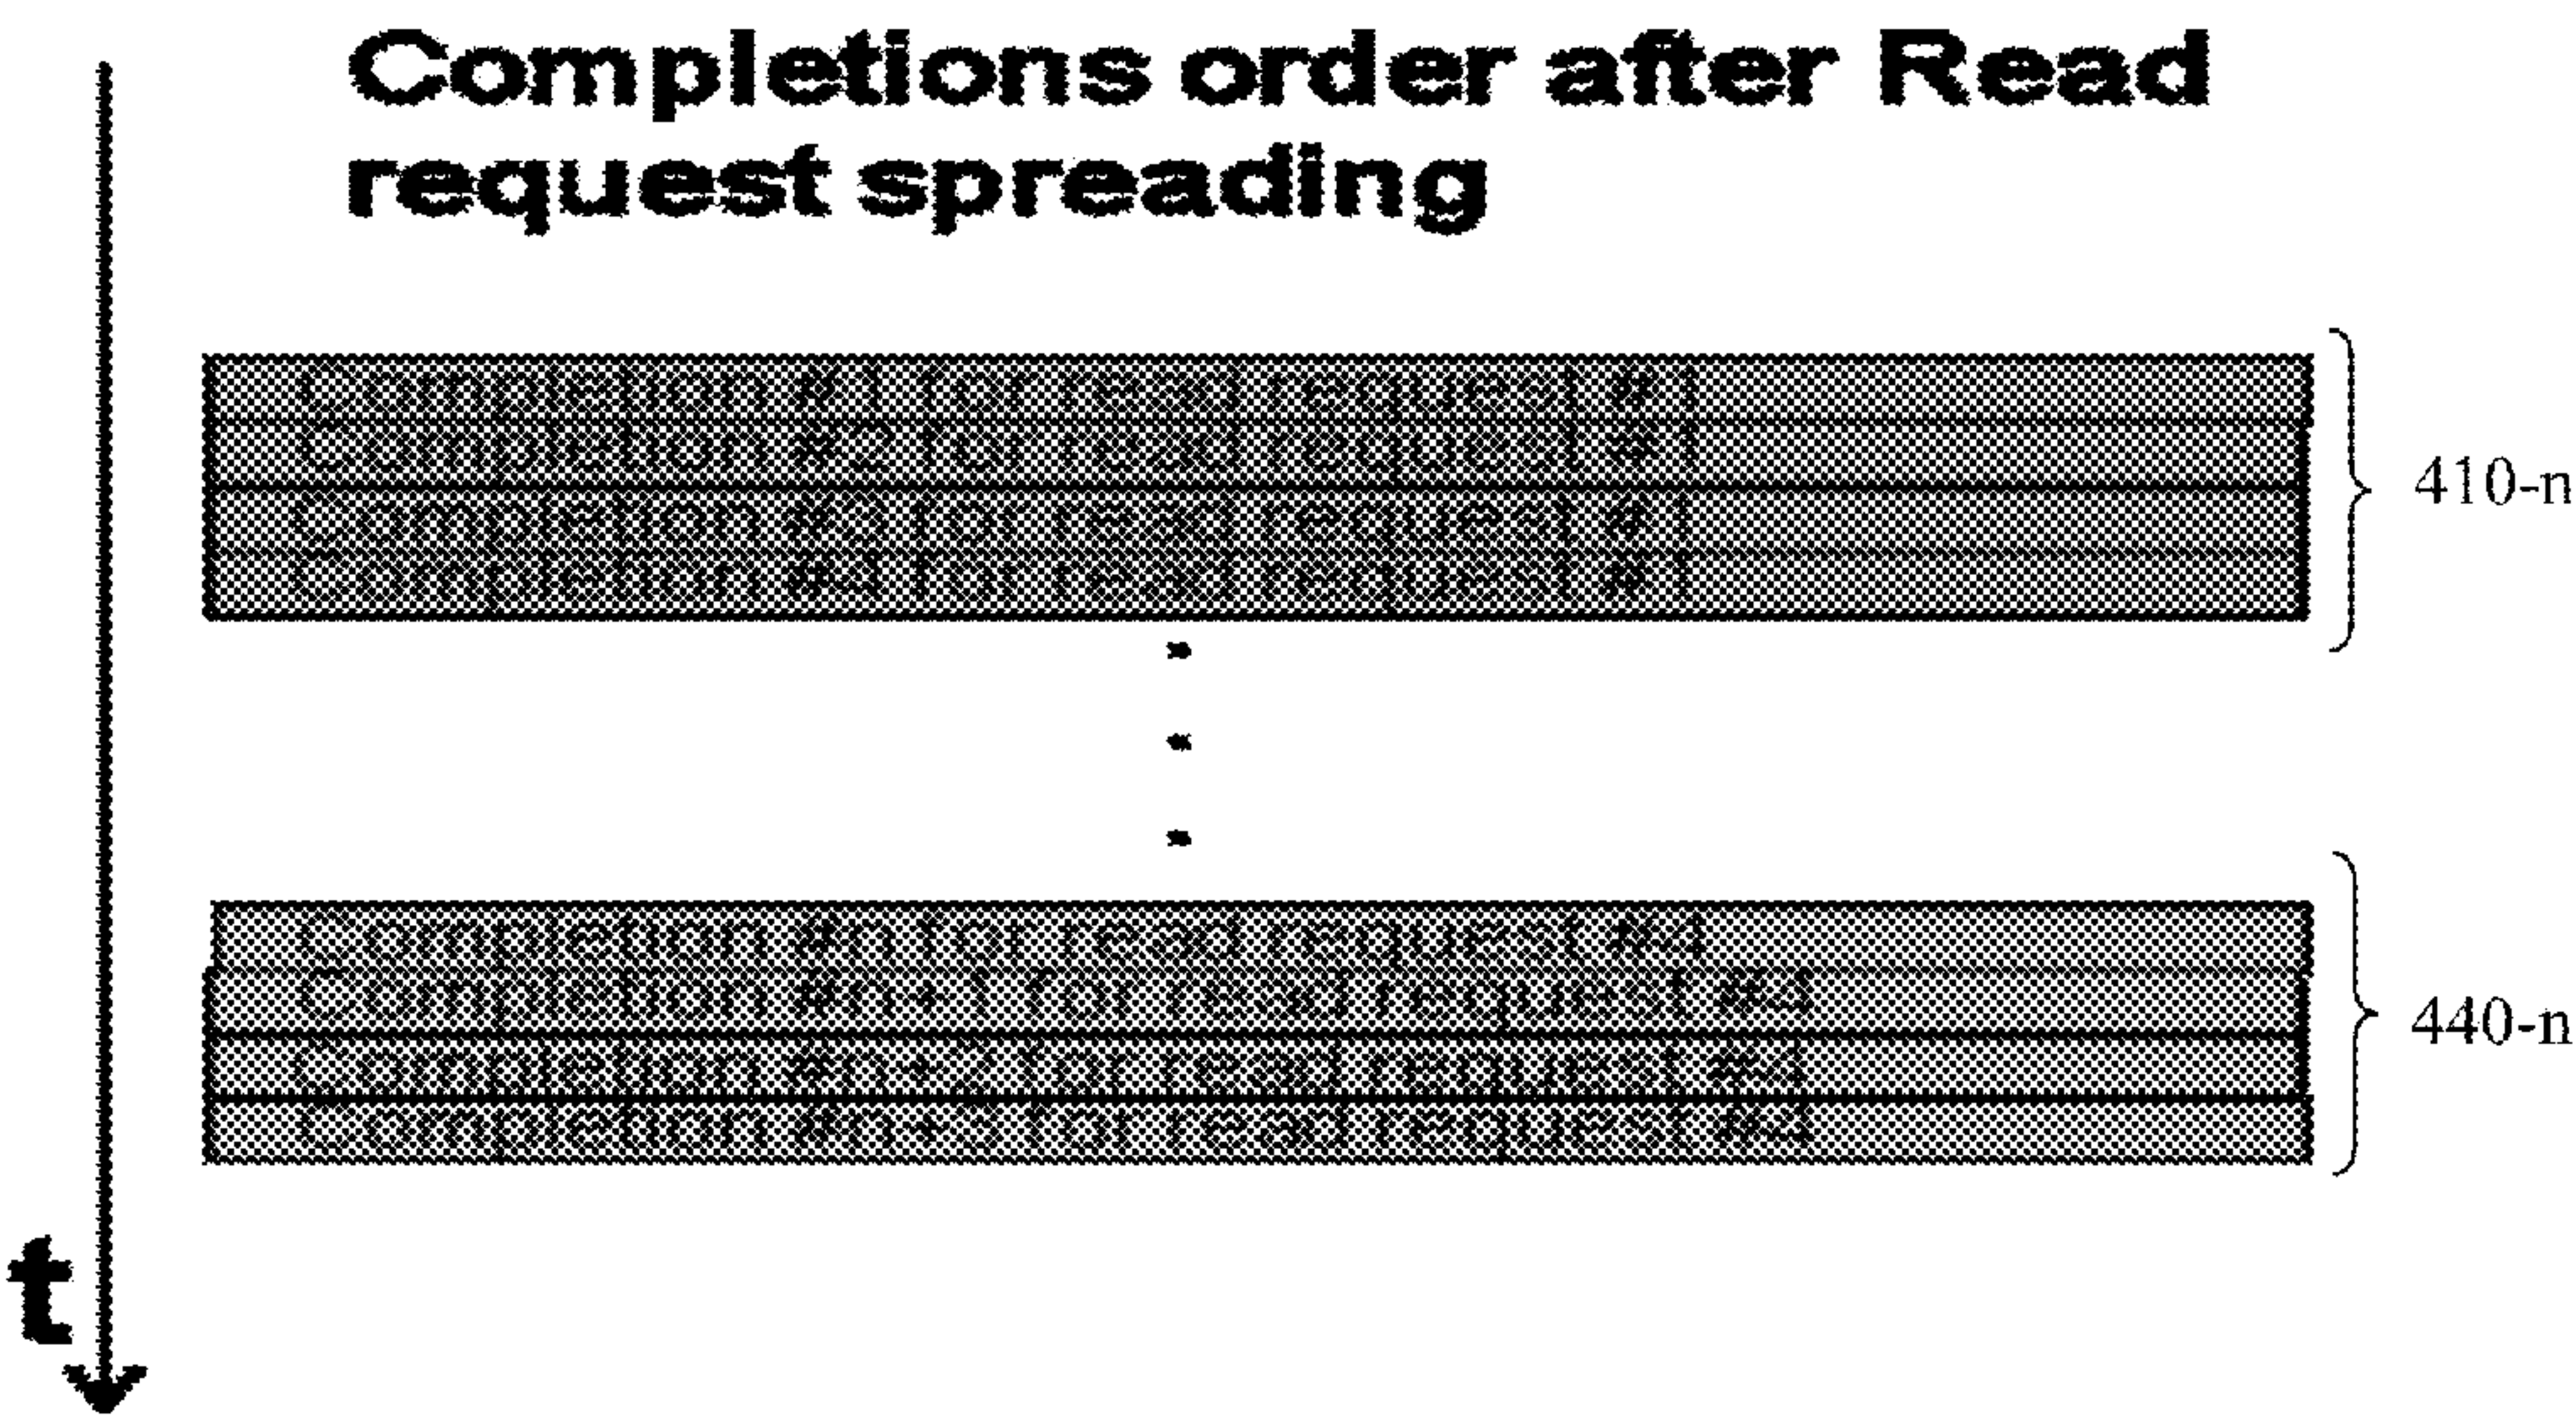 Completions order after Read
request spreading
Completion #1 for read request #1
Completion #2 for read request #1
Completion #3 for read request #1
Completion #4 for read request #1
410-n
Completion #n for read request #4
Completion #n+1 for read request #4
Completion #n+2 for read request #4
Completion #n+3 for read request #4
440-n
t